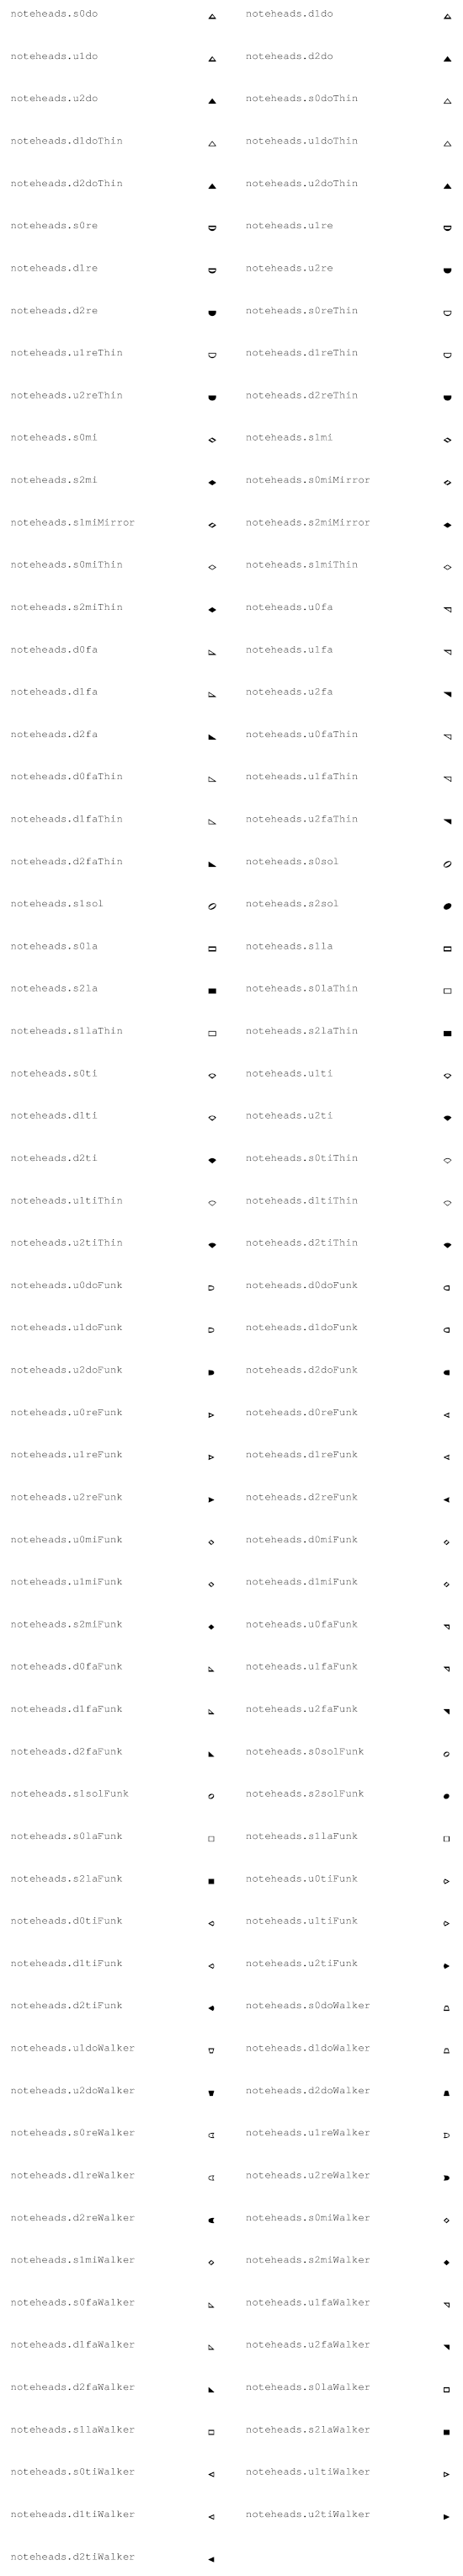 noteheads.s0do noteheads.d1do
noteheads.u1do noteheads.d2do
noteheads.u2do noteheads.s0doThin
noteheads.d1doThin noteheads.u1doThin
noteheads.d2doThin noteheads.u2doThin
noteheads.s0re noteheads.u1re
noteheads.d1re noteheads.u2re
noteheads.d2re noteheads.s0reThin
noteheads.u1reThin noteheads.d1reThin
noteheads.u2reThin noteheads.d2reThin
noteheads.s0mi noteheads.s1mi
noteheads.s2mi noteheads.s0miMirror
noteheads.s1miMirror noteheads.s2miMirror
noteheads.s0miThin noteheads.s1miThin
noteheads.s2miThin noteheads.u0fa
noteheads.d0fa noteheads.u1fa
noteheads.d1fa noteheads.u2fa
noteheads.d2fa noteheads.u0faThin
noteheads.d0faThin noteheads.u1faThin
noteheads.d1faThin noteheads.u2faThin
noteheads.d2faThin noteheads.s0sol
noteheads.s1sol noteheads.s2sol
noteheads.s0la noteheads.s1la
noteheads.s2la noteheads.s0laThin
noteheads.s1laThin noteheads.s2laThin
noteheads.s0ti noteheads.u1ti
noteheads.d1ti noteheads.u2ti
noteheads.d2ti noteheads.s0tiThin
noteheads.u1tiThin noteheads.d1tiThin
noteheads.u2tiThin noteheads.d2tiThin
noteheads.u0doFunk noteheads.d0doFunk
noteheads.u1doFunk noteheads.d1doFunk
noteheads.u2doFunk noteheads.d2doFunk
noteheads.u0reFunk noteheads.d0reFunk
noteheads.u1reFunk noteheads.d1reFunk
noteheads.u2reFunk noteheads.d2reFunk
noteheads.u0miFunk noteheads.d0miFunk
noteheads.u1miFunk noteheads.d1miFunk
noteheads.s2miFunk noteheads.u0faFunk
noteheads.d0faFunk noteheads.u1faFunk
noteheads.d1faFunk noteheads.u2faFunk
noteheads.d2faFunk noteheads.s0solFunk
noteheads.s1solFunk noteheads.s2solFunk
noteheads.s0laFunk noteheads.s1laFunk
noteheads.s2laFunk noteheads.u0tiFunk
noteheads.d0tiFunk noteheads.u1tiFunk
noteheads.d1tiFunk noteheads.u2tiFunk
noteheads.d2tiFunk noteheads.s0doWalker
noteheads.u1doWalker noteheads.d1doWalker
noteheads.u2doWalker noteheads.d2doWalker
noteheads.s0reWalker noteheads.u1reWalker
noteheads.d1reWalker noteheads.u2reWalker
noteheads.d2reWalker noteheads.s0miWalker
noteheads.s1miWalker noteheads.s2miWalker
noteheads.s0faWalker noteheads.u1faWalker
noteheads.d1faWalker noteheads.u2faWalker
noteheads.d2faWalker noteheads.s0laWalker
noteheads.s1laWalker noteheads.s2laWalker
noteheads.s0tiWalker noteheads.u1tiWalker
noteheads.d1tiWalker noteheads.u2tiWalker
noteheads.d2tiWalker